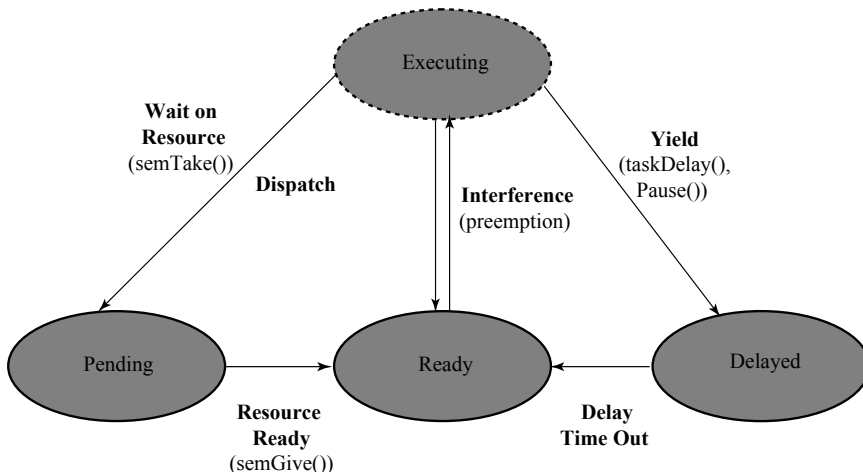 Executing
Wait on
Resource
(semTake())
Dispatch
Interference
(preemption)
Yield
(taskDelay(),
Pause())
Pending
Ready
Delayed
Resource
Ready
(semGive())
Delay
Time Out